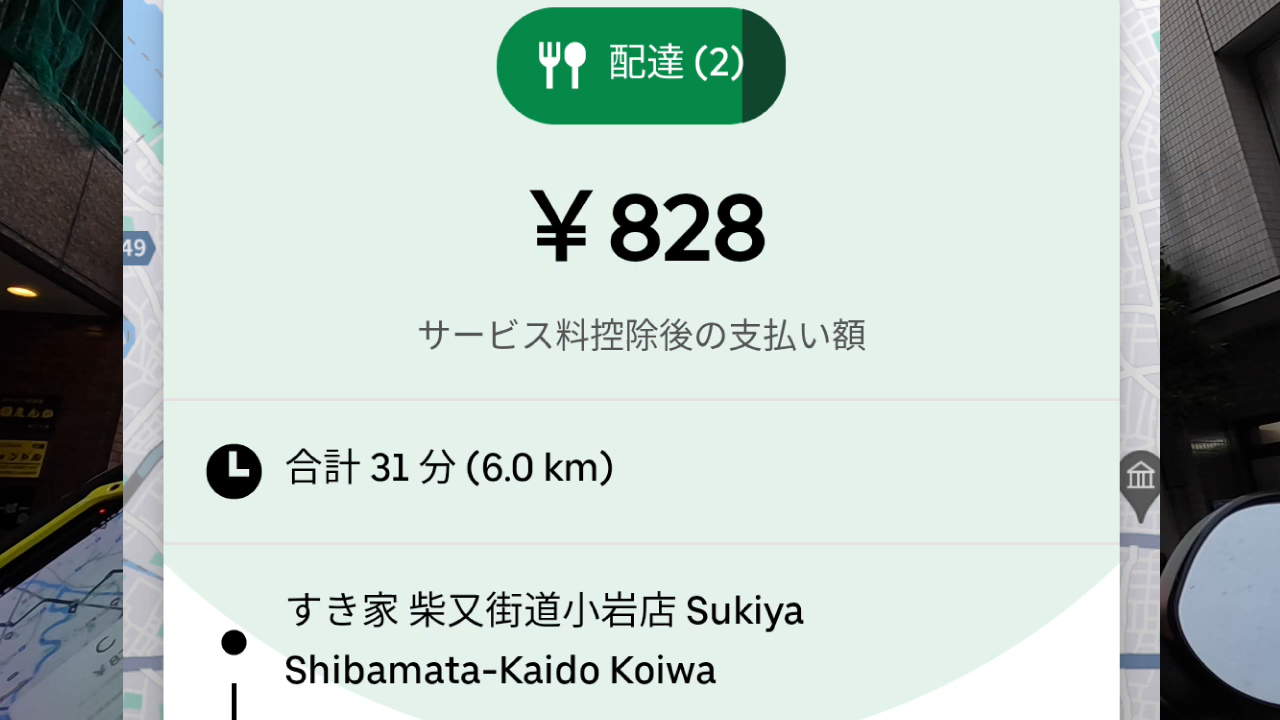 配達 (2)
¥828
サービス料控除後の支払い額
49
合計 31 分 (6.0 km)
すき家 柴又街道小岩店 Sukiya
Shibamata-Kaido Koiwa